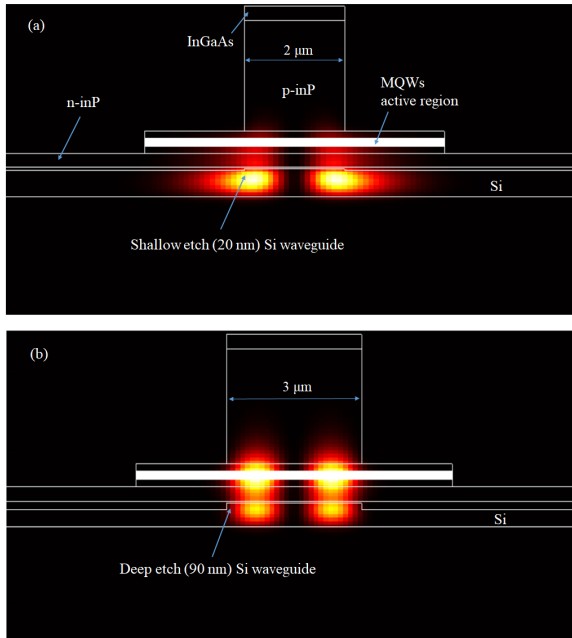 (a)
InGaAs
2 μm
n-inP
p-inP
MQWs
active region
Si
Shallow etch (20 nm) Si waveguide
(b)
3 μm
Si
Deep etch (90 nm) Si waveguide